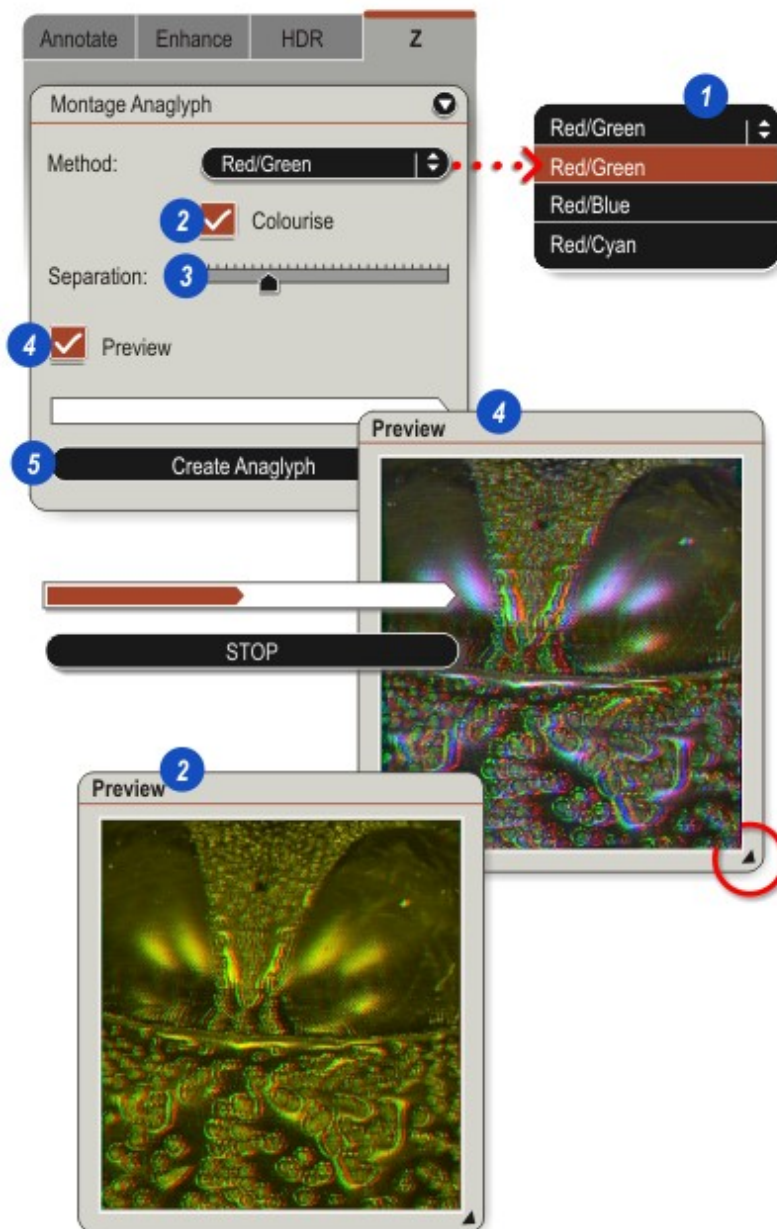 Annotate Enhance HDR Z
Montage Anaglyph
Method: Red/Green
1
Red/Green
Red/Green
Red/Blue
Red/Cyan
2 Colourise
Separation: 3
4 Preview
5 Create Anaglyph
Preview 4
STOP
Preview 2